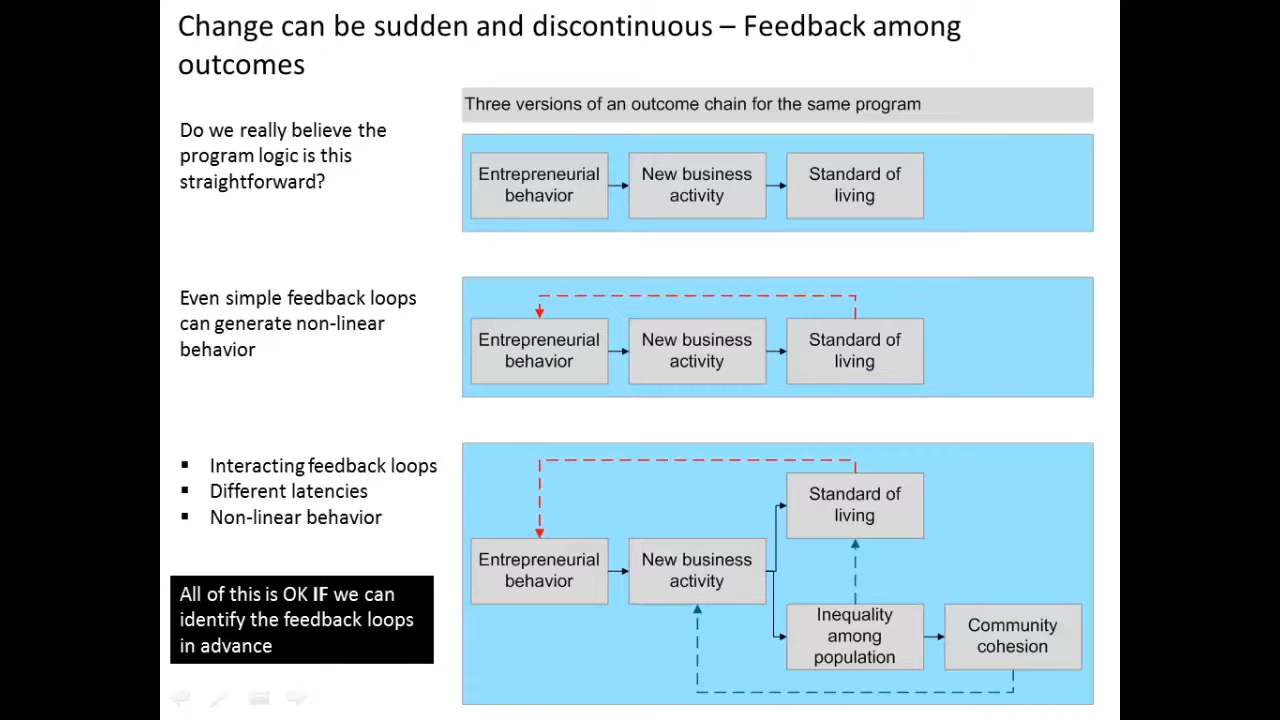 Change can be sudden and discontinuous – Feedback among
outcomes
Three versions of an outcome chain for the same program
Do we really believe the
program logic is this
straightforward?
Entrepreneurial
behavior
New business
activity
Standard of
living
Even simple feedback loops
can generate non-linear
behavior
Entrepreneurial
behavior
New business
activity
Standard of
living
▪ Interacting feedback loops
▪ Different latencies
▪ Non-linear behavior
All of this is OK IF we can
identify the feedback loops
in advance
Standard of
living
Entrepreneurial
behavior
New business
activity
Inequality
among
population
Community
cohesion